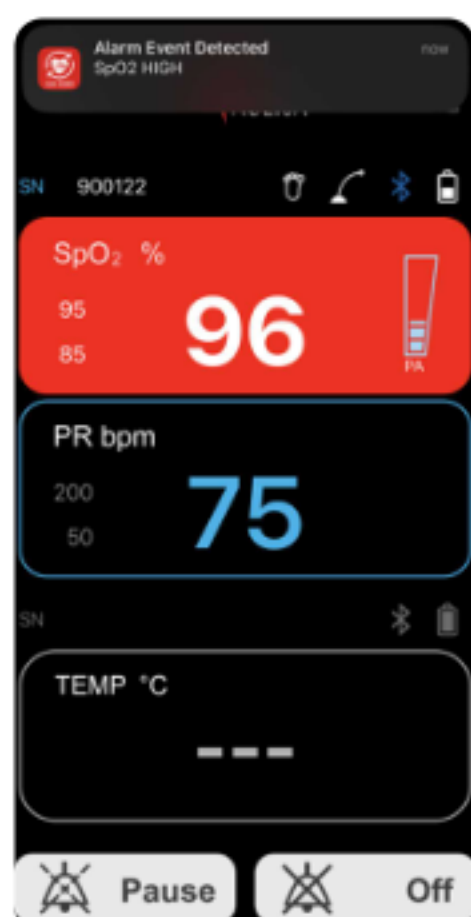 Alarm Event Detected now
SpO2 HIGH
SN 900122
SpO₂ %
95
96
85
PA
PR bpm
200
75
50
SN
TEMP °C
---
Pause Off